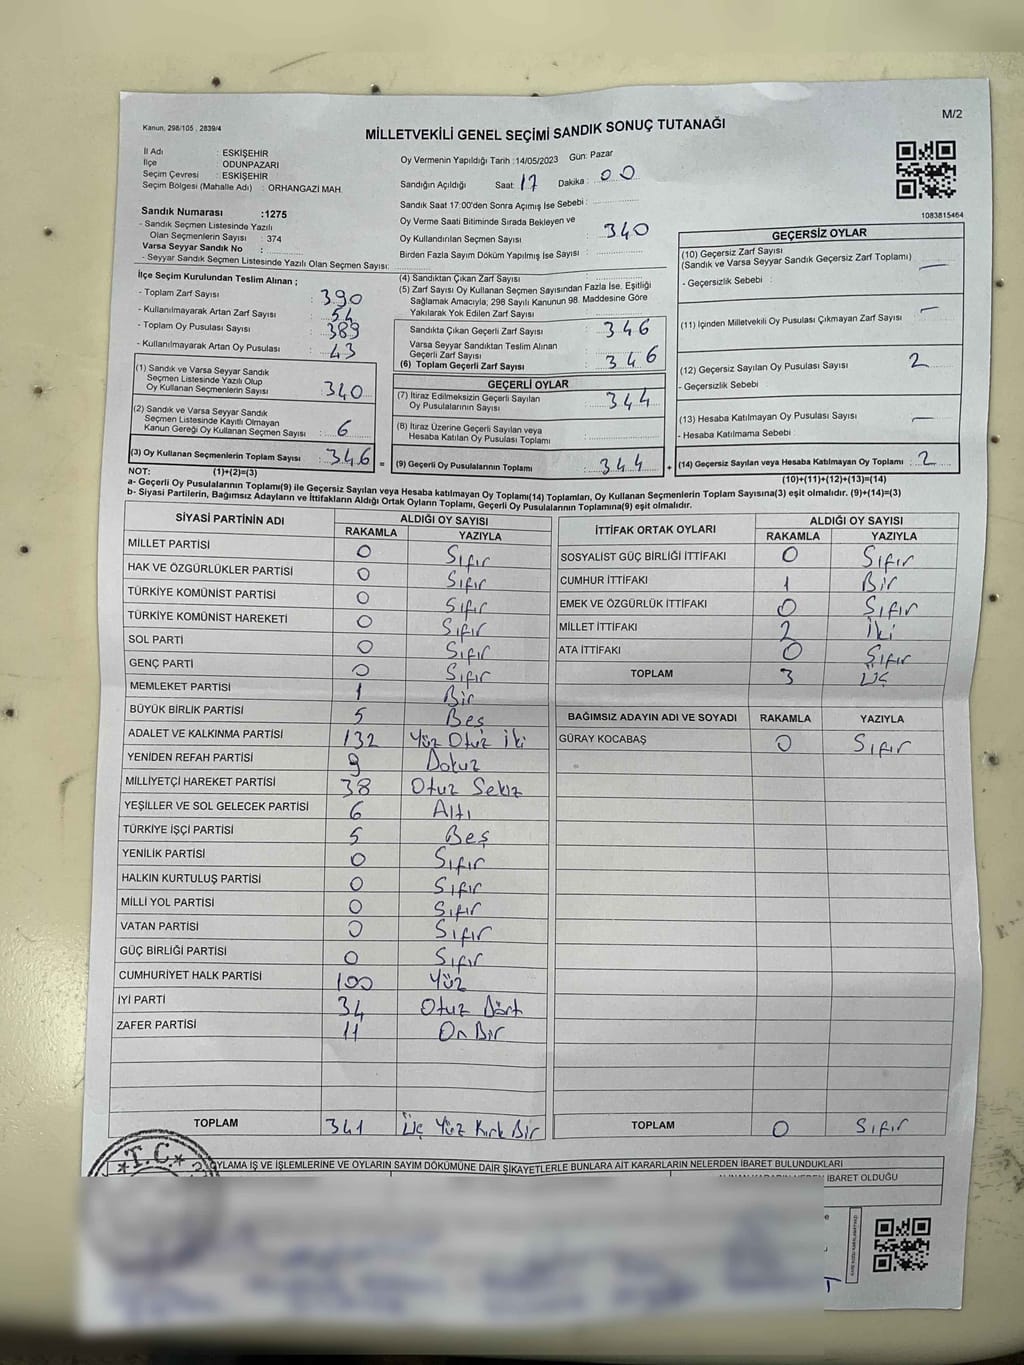 M/2
Kanun, 298/105 , 2839/4
MİLLETVEKİLİ GENEL SEÇİMİ SANDIK SONUÇ TUTANAĞI
İl Adı : ESKİŞEHİR
İlçe : ODUNPAZARI
Seçim Çevresi : ESKİŞEHİR
Seçim Bölgesi (Mahalle Adı) : ORHANGAZİ MAH.
Sandık Numarası :1275
- Sandık Seçmen Listesinde Yazılı
Olan Seçmenlerin Sayısı : 374
Varsa Seyyar Sandık No :
- Seyyar Sandık Seçmen Listesinde Yazılı Olan Seçmen Sayısı:
Oy Vermenin Yapıldığı Tarih :14/05/2023 Gün: Pazar
Sandığın Açıldığı Saat: 17 Dakika : 00
Sandık Saat 17:00'den Sonra Açımış İse Sebebi :
Oy Verme Saati Bitiminde Sırada Bekleyen ve
Oy Kullandırılan Seçmen Sayısı : 340
Birden Fazla Sayım Döküm Yapılmış İse Sayısı :
1083815464
İlçe Seçim Kurulundan Teslim Alınan ;
- Toplam Zarf Sayısı : 390
- Kullanılmayarak Artan Zarf Sayısı : 54
- Toplam Oy Pusulası Sayısı : 389
- Kullanılmayarak Artan Oy Pusulası : 43
(1) Sandık ve Varsa Seyyar Sandık
Seçmen Listesinde Yazılı Olup
Oy Kullanan Seçmenlerin Sayısı : 340
(2) Sandık ve Varsa Seyyar Sandık
Seçmen Listesinde Kayıtlı Olmayan
Kanun Gereği Oy Kullanan Seçmen Sayısı : 6
(3) Oy Kullanan Seçmenlerin Toplam Sayısı : 346 =
(4) Sandıktan Çıkan Zarf Sayısı :
(5) Zarf Sayısı Oy Kullanan Seçmen Sayısından Fazla İse, Eşitliği
Sağlamak Amacıyla; 298 Sayılı Kanunun 98. Maddesine Göre
Yakılarak Yok Edilen Zarf Sayısı :
Sandıkta Çıkan Geçerli Zarf Sayısı : 346
Varsa Seyyar Sandıktan Teslim Alınan
Geçerli Zarf Sayısı
(6) Toplam Geçerli Zarf Sayısı : 346
GEÇERLİ OYLAR
(7) İtiraz Edilmeksizin Geçerli Sayılan
Oy Pusulalarının Sayısı : 344
(8) İtiraz Üzerine Geçerli Sayılan veya
Hesaba Katılan Oy Pusulası Toplamı :
(9) Geçerli Oy Pusulalarının Toplamı : 344 +
GEÇERSİZ OYLAR
(10) Geçersiz Zarf Sayısı
(Sandık ve Varsa Seyyar Sandık Geçersiz Zarf Toplamı) : —
- Geçersizlik Sebebi :
(11) İçinden Milletvekili Oy Pusulası Çıkmayan Zarf Sayısı : —
(12) Geçersiz Sayılan Oy Pusulası Sayısı : 2
- Geçersizlik Sebebi
(13) Hesaba Katılmayan Oy Pusulası Sayısı : —
- Hesaba Katılmama Sebebi :
(14) Geçersiz Sayılan veya Hesaba Katılmayan Oy Toplamı : 2
NOT: (1)+(2)=(3)
(10)+(11)+(12)+(13)=(14)
a- Geçerli Oy Pusulalarının Toplamı(9) ile Geçersiz Sayılan veya Hesaba katılmayan Oy Toplamı(14) Toplamları, Oy Kullanan Seçmenlerin Toplam Sayısına(3) eşit olmalıdır. (9)+(14)=(3)
b- Siyasi Partilerin, Bağımsız Adayların ve İttifakların Aldığı Ortak Oyların Toplamı, Geçerli Oy Pusulalarının Toplamına(9) eşit olmalıdır.
SİYASİ PARTİNİN ADI ALDIĞI OY SAYISI
RAKAMLA YAZIYLA
MİLLET PARTİSİ 0 Sıfır
HAK VE ÖZGÜRLÜKLER PARTİSİ 0 Sıfır
TÜRKİYE KOMÜNİST PARTİSİ 0 Sıfır
TÜRKİYE KOMÜNİST HAREKETİ 0 Sıfır
SOL PARTİ 0 Sıfır
GENÇ PARTİ 0 Sıfır
MEMLEKET PARTİSİ 1 Bir
BÜYÜK BİRLİK PARTİSİ 5 Beş
ADALET VE KALKINMA PARTİSİ 132 Yüz Otuz İki
YENİDEN REFAH PARTİSİ 9 Dokuz
MİLLİYETÇİ HAREKET PARTİSİ 38 Otuz Sekiz
YEŞİLLER VE SOL GELECEK PARTİSİ 6 Altı
TÜRKİYE İŞÇİ PARTİSİ 5 Beş
YENİLİK PARTİSİ 0 Sıfır
HALKIN KURTULUŞ PARTİSİ 0 Sıfır
MİLLİ YOL PARTİSİ 0 Sıfır
VATAN PARTİSİ 0 Sıfır
GÜÇ BİRLİĞİ PARTİSİ 0 Sıfır
CUMHURİYET HALK PARTİSİ 100 Yüz
İYİ PARTİ 34 Otuz Dört
ZAFER PARTİSİ 11 On Bir
TOPLAM 341 Üç Yüz Kırk Bir
İTTİFAK ORTAK OYLARI ALDIĞI OY SAYISI
RAKAMLA YAZIYLA
SOSYALİST GÜÇ BİRLİĞİ İTTİFAKI 0 Sıfır
CUMHUR İTTİFAKI 1 Bir
EMEK VE ÖZGÜRLÜK İTTİFAKI 0 Sıfır
MİLLET İTTİFAKI 2 İki
ATA İTTİFAKI 0 Sıfır
TOPLAM 3 Üç
BAĞIMSIZ ADAYIN ADI VE SOYADI RAKAMLA YAZIYLA
GÜRAY KOCABAŞ 0 Sıfır
TOPLAM 0 Sıfır
T.C.
OYLAMA İŞ VE İŞLEMLERİNE VE OYLARIN SAYIM DÖKÜMÜNE DAİR ŞİKAYETLERLE BUNLARA AİT KARARLARIN NELERDEN İBARET BULUNDUKLARI
İBARET OLDUĞU